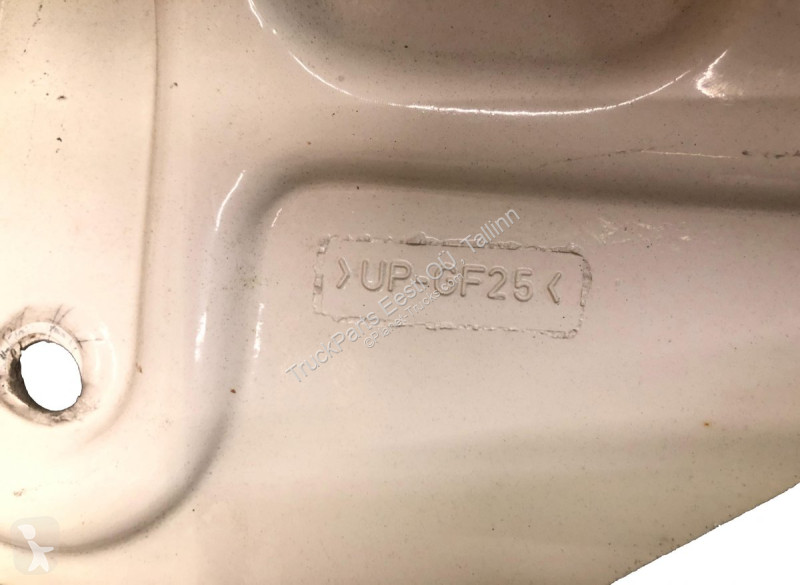 >UP-GF25<
TruckParts Eesti OÜ, Tallinn